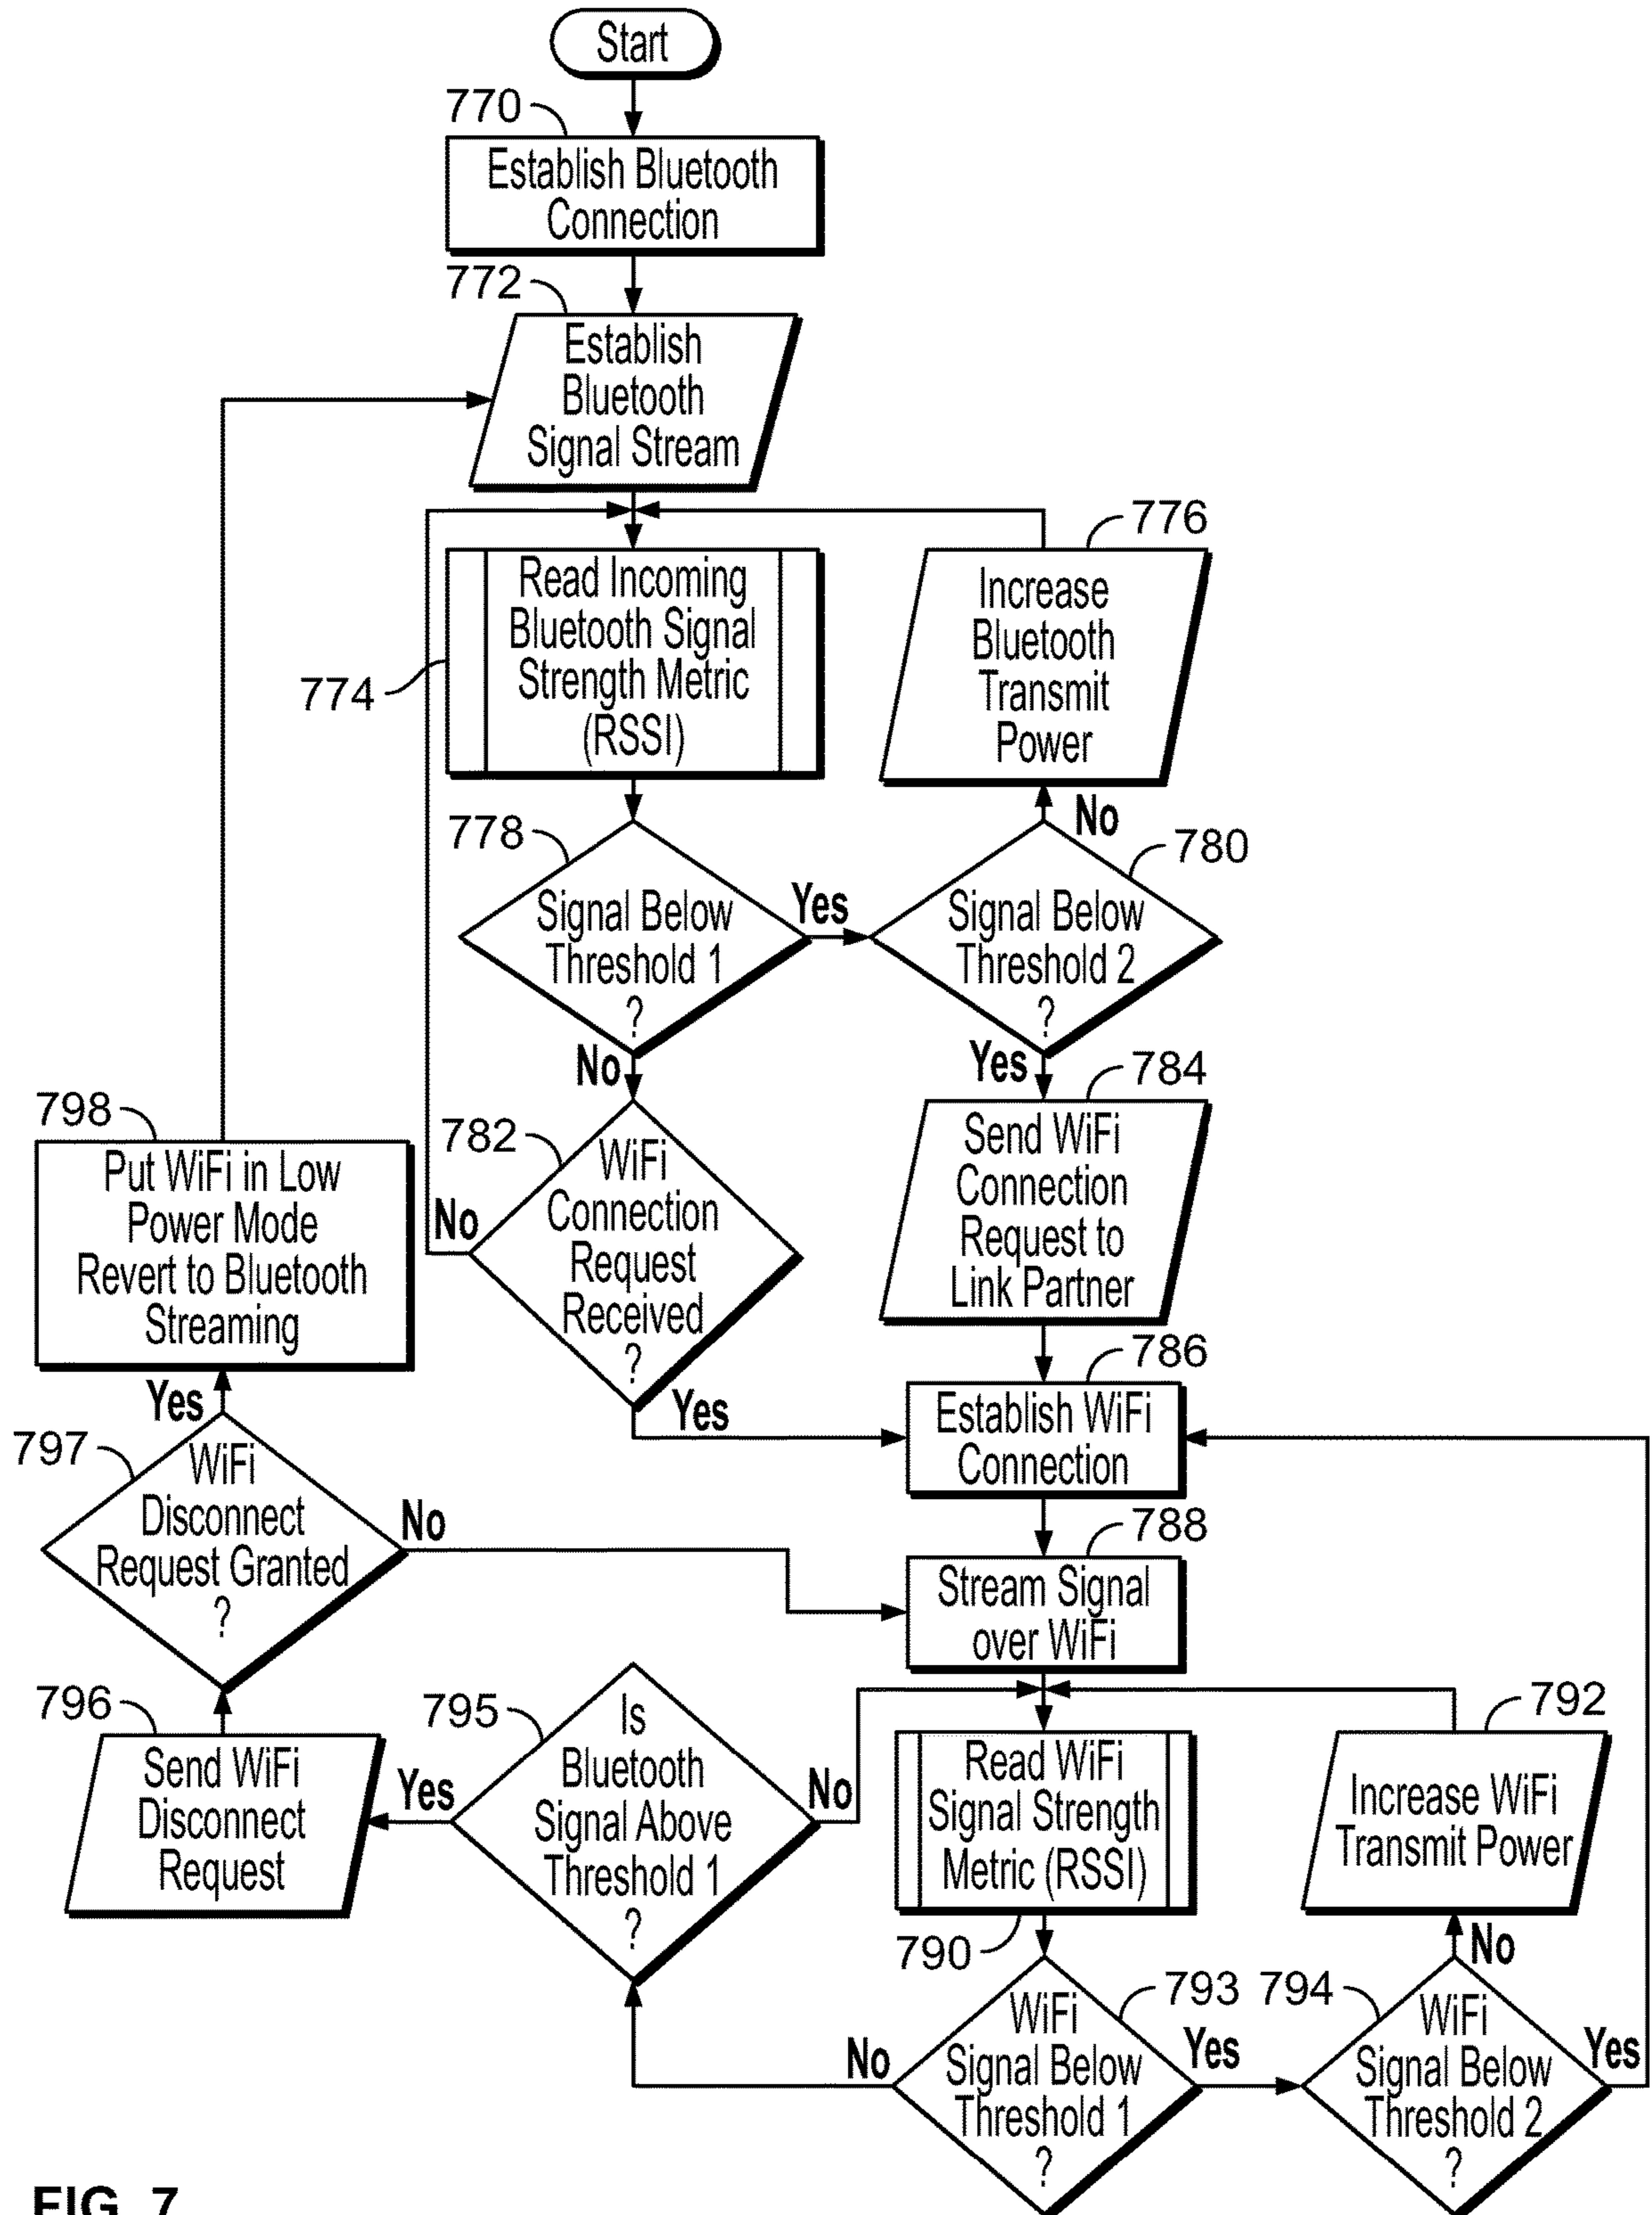 Start
770
Establish Bluetooth
Connection
772
Establish
Bluetooth
Signal Stream
774
Read Incoming
Bluetooth Signal
Strength Metric
(RSSI)
776
Increase
Bluetooth
Transmit
Power
778
Signal Below
Threshold 1
?
Yes
No
780
Signal Below
Threshold 2
?
No
Yes
782
WiFi
Connection
Request
Received
?
No
Yes
784
Send WiFi
Connection
Request to
Link Partner
786
Establish WiFi
Connection
788
Stream Signal
over WiFi
798
Put WiFi in Low
Power Mode
Revert to Bluetooth
Streaming
Yes
797
WiFi
Disconnect
Request Granted
?
No
796
Send WiFi
Disconnect
Request
795
Is
Bluetooth
Signal Above
Threshold 1
?
Yes
No
Read WiFi
Signal Strength
Metric (RSSI)
790
792
Increase WiFi
Transmit Power
793
WiFi
Signal Below
Threshold 1
?
No
Yes
794
WiFi
Signal Below
Threshold 2
?
No
Yes
FIG. 7